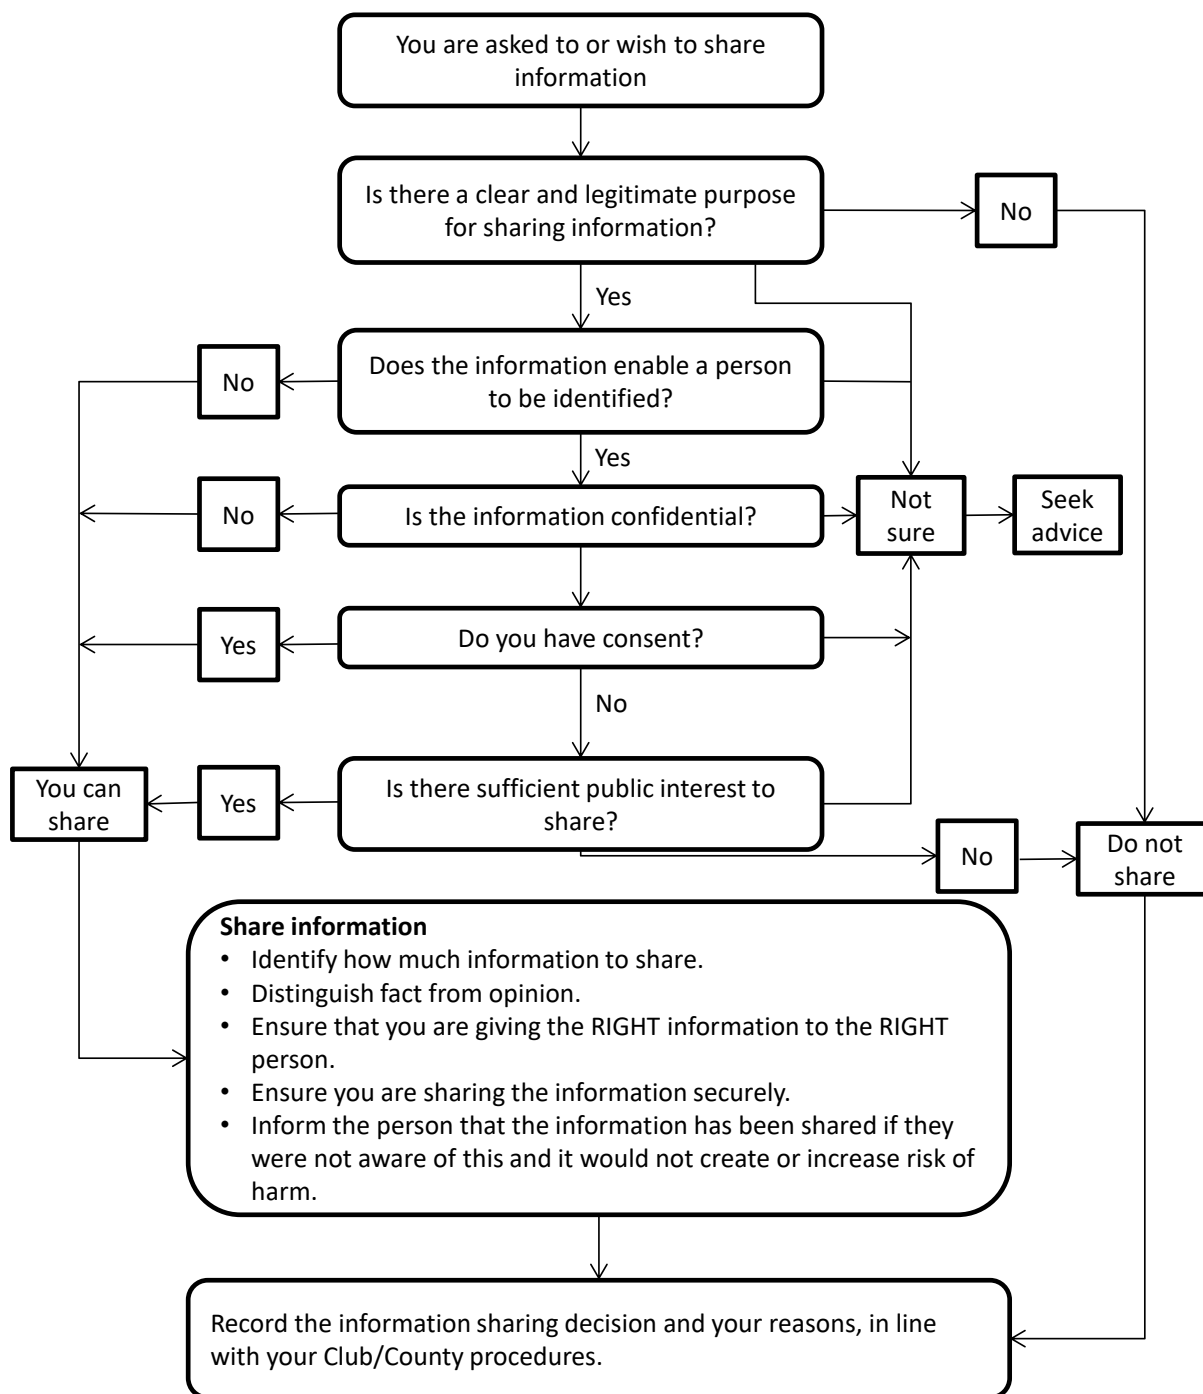 You are asked to or wish to share
information
Is there a clear and legitimate purpose
for sharing information?
No
Yes
Does the information enable a person
to be identified?
No
Yes
Is the information confidential?
No
Not
sure
Seek
advice
Do you have consent?
Yes
No
Is there sufficient public interest to
share?
Yes
You can
share
No
Do not
share
Share information
• Identify how much information to share.
• Distinguish fact from opinion.
• Ensure that you are giving the RIGHT information to the RIGHT
person.
• Ensure you are sharing the information securely.
• Inform the person that the information has been shared if they
were not aware of this and it would not create or increase risk of
harm.
Record the information sharing decision and your reasons, in line
with your Club/County procedures.